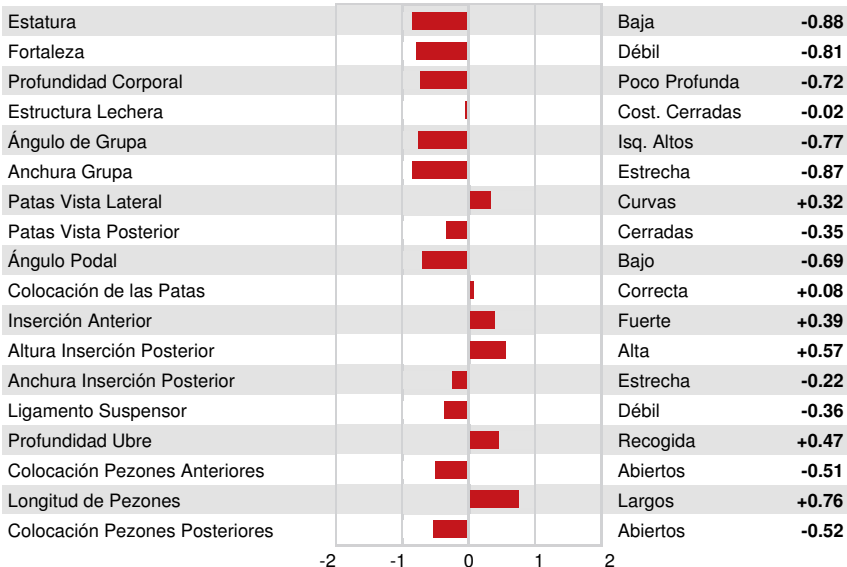 Estatura Baja -0.88
Fortaleza Débil -0.81
Profundidad Corporal Poco Profunda -0.72
Estructura Lechera Cost. Cerradas -0.02
Ángulo de Grupa Isq. Altos -0.77
Anchura Grupa Estrecha -0.87
Patas Vista Lateral Curvas +0.32
Patas Vista Posterior Cerradas -0.35
Ángulo Podal Bajo -0.69
Colocación de las Patas Correcta +0.08
Inserción Anterior Fuerte +0.39
Altura Inserción Posterior Alta +0.57
Anchura Inserción Posterior Estrecha -0.22
Ligamento Suspensor Débil -0.36
Profundidad Ubre Recogida +0.47
Colocación Pezones Anteriores Abiertos -0.51
Longitud de Pezones Largos +0.76
Colocación Pezones Posteriores Abiertos -0.52
-2 -1 0 1 2